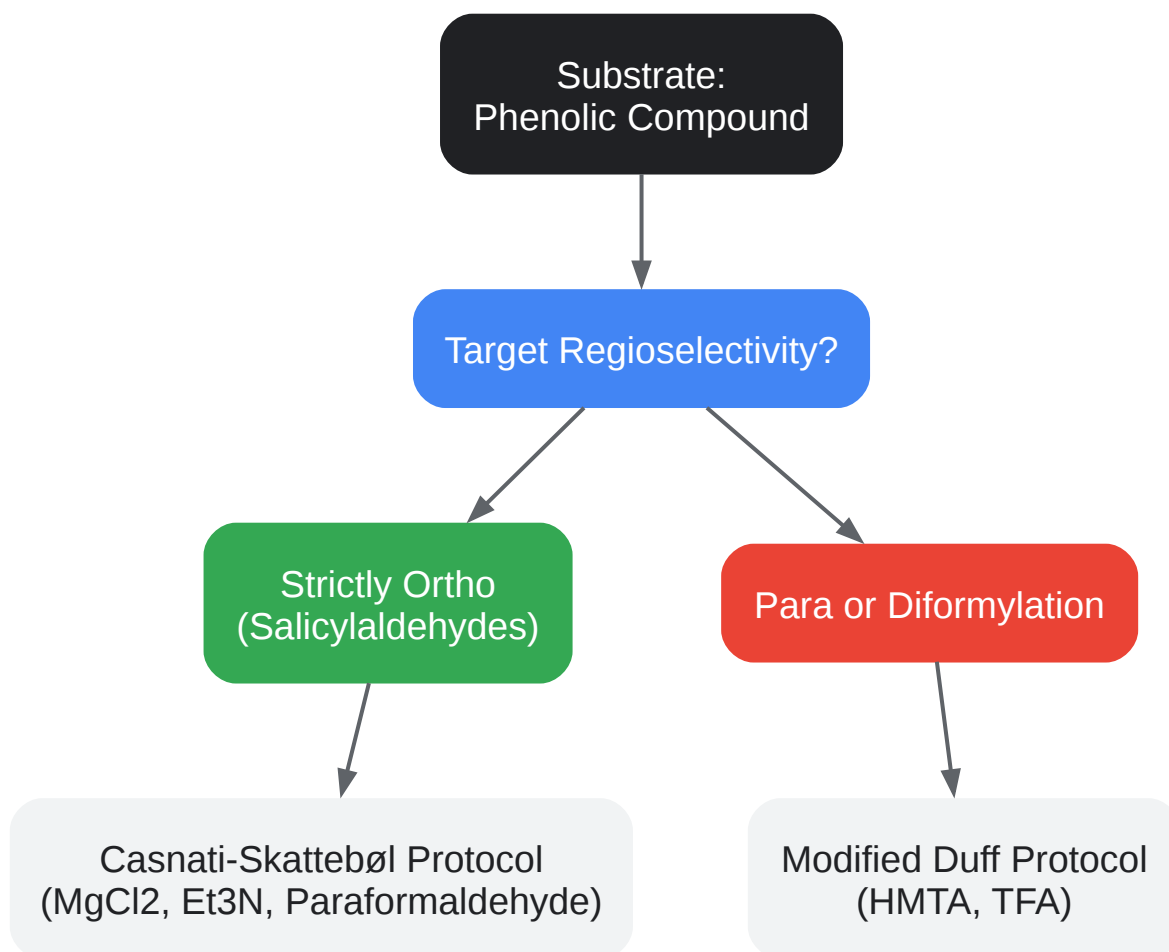 Substrate:
Phenolic Compound
Target Regioselectivity?
Strictly Ortho
(Salicylaldehydes)
Para or Diformylation
Casnati-Skattebøl Protocol
(MgCl2, Et3N, Paraformaldehyde)
Modified Duff Protocol
(HMTA, TFA)